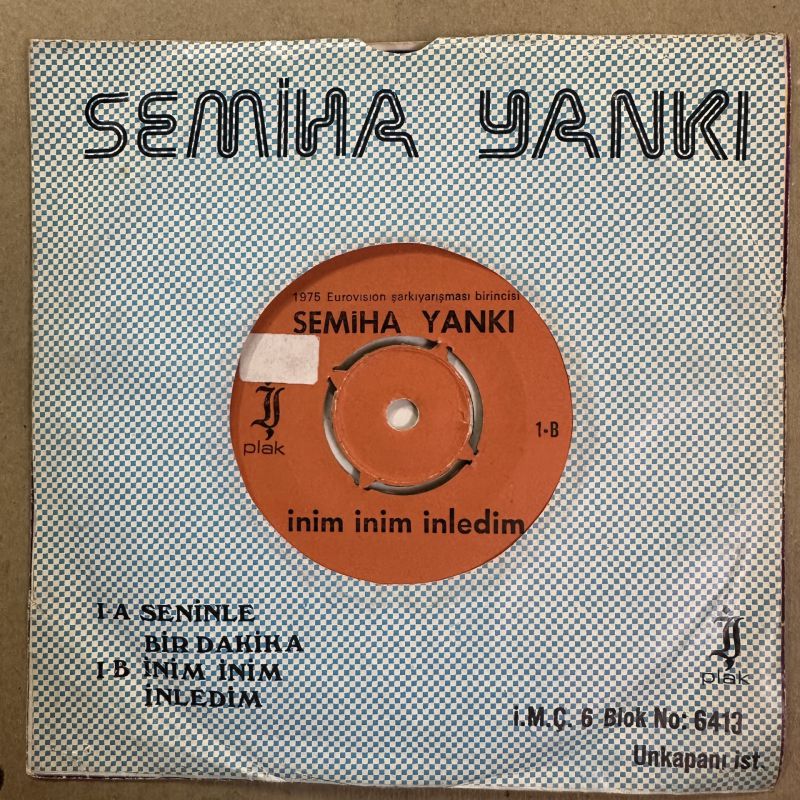 SEMİHA YANKI
1975 Eurovision şarkıyarışması birincisi
SEMİHA YANKI
plak
1•B
inim inim inledim
1 A SENİNLE
BİR DAKİKA
1 B İNİM İNİM
İNLEDİM
plak
İ.M.Ç. 6 Blok No: 6413
Unkapanı ist.